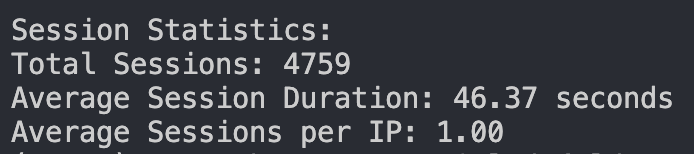 Session Statistics:
Total Sessions: 4759
Average Session Duration: 46.37 seconds
Average Sessions per IP: 1.00